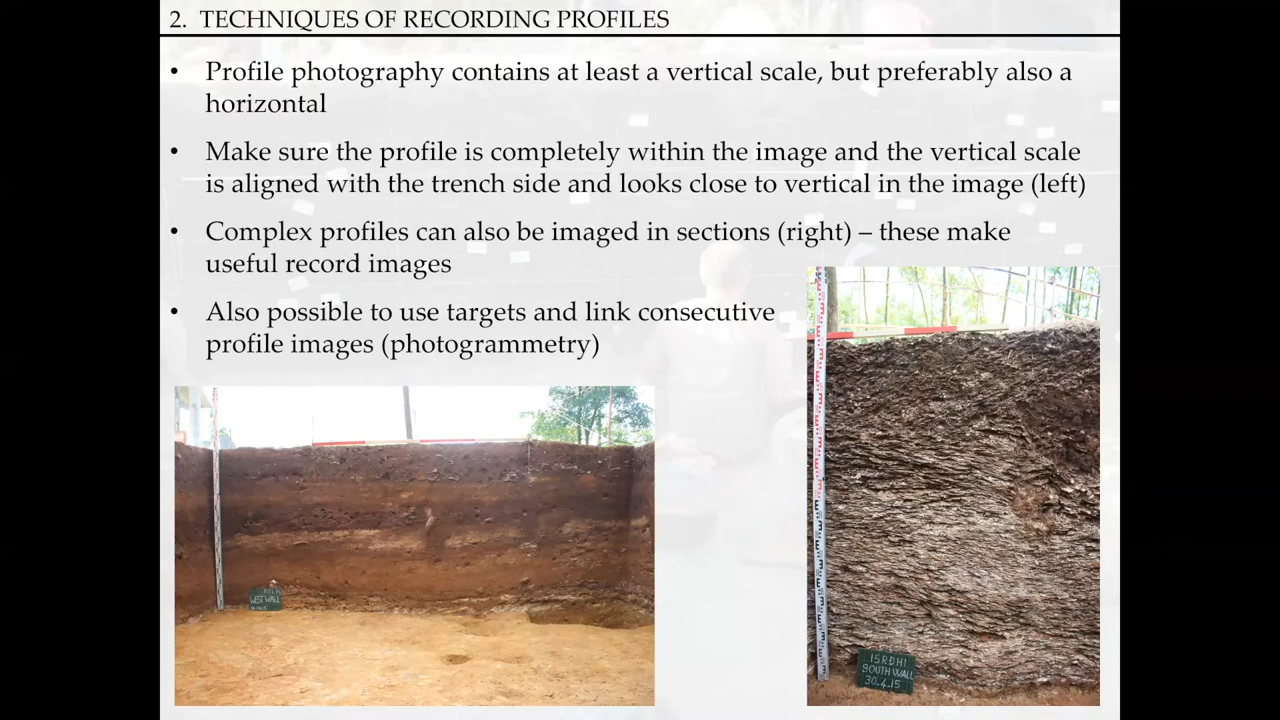 2. TECHNIQUES OF RECORDING PROFILES
• Profile photography contains at least a vertical scale, but preferably also a
horizontal
• Make sure the profile is completely within the image and the vertical scale
is aligned with the trench side and looks close to vertical in the image (left)
• Complex profiles can also be imaged in sections (right) – these make
useful record images
• Also possible to use targets and link consecutive
profile images (photogrammetry)
WEST WALL
15RDH1
SOUTH WALL
30.4.15